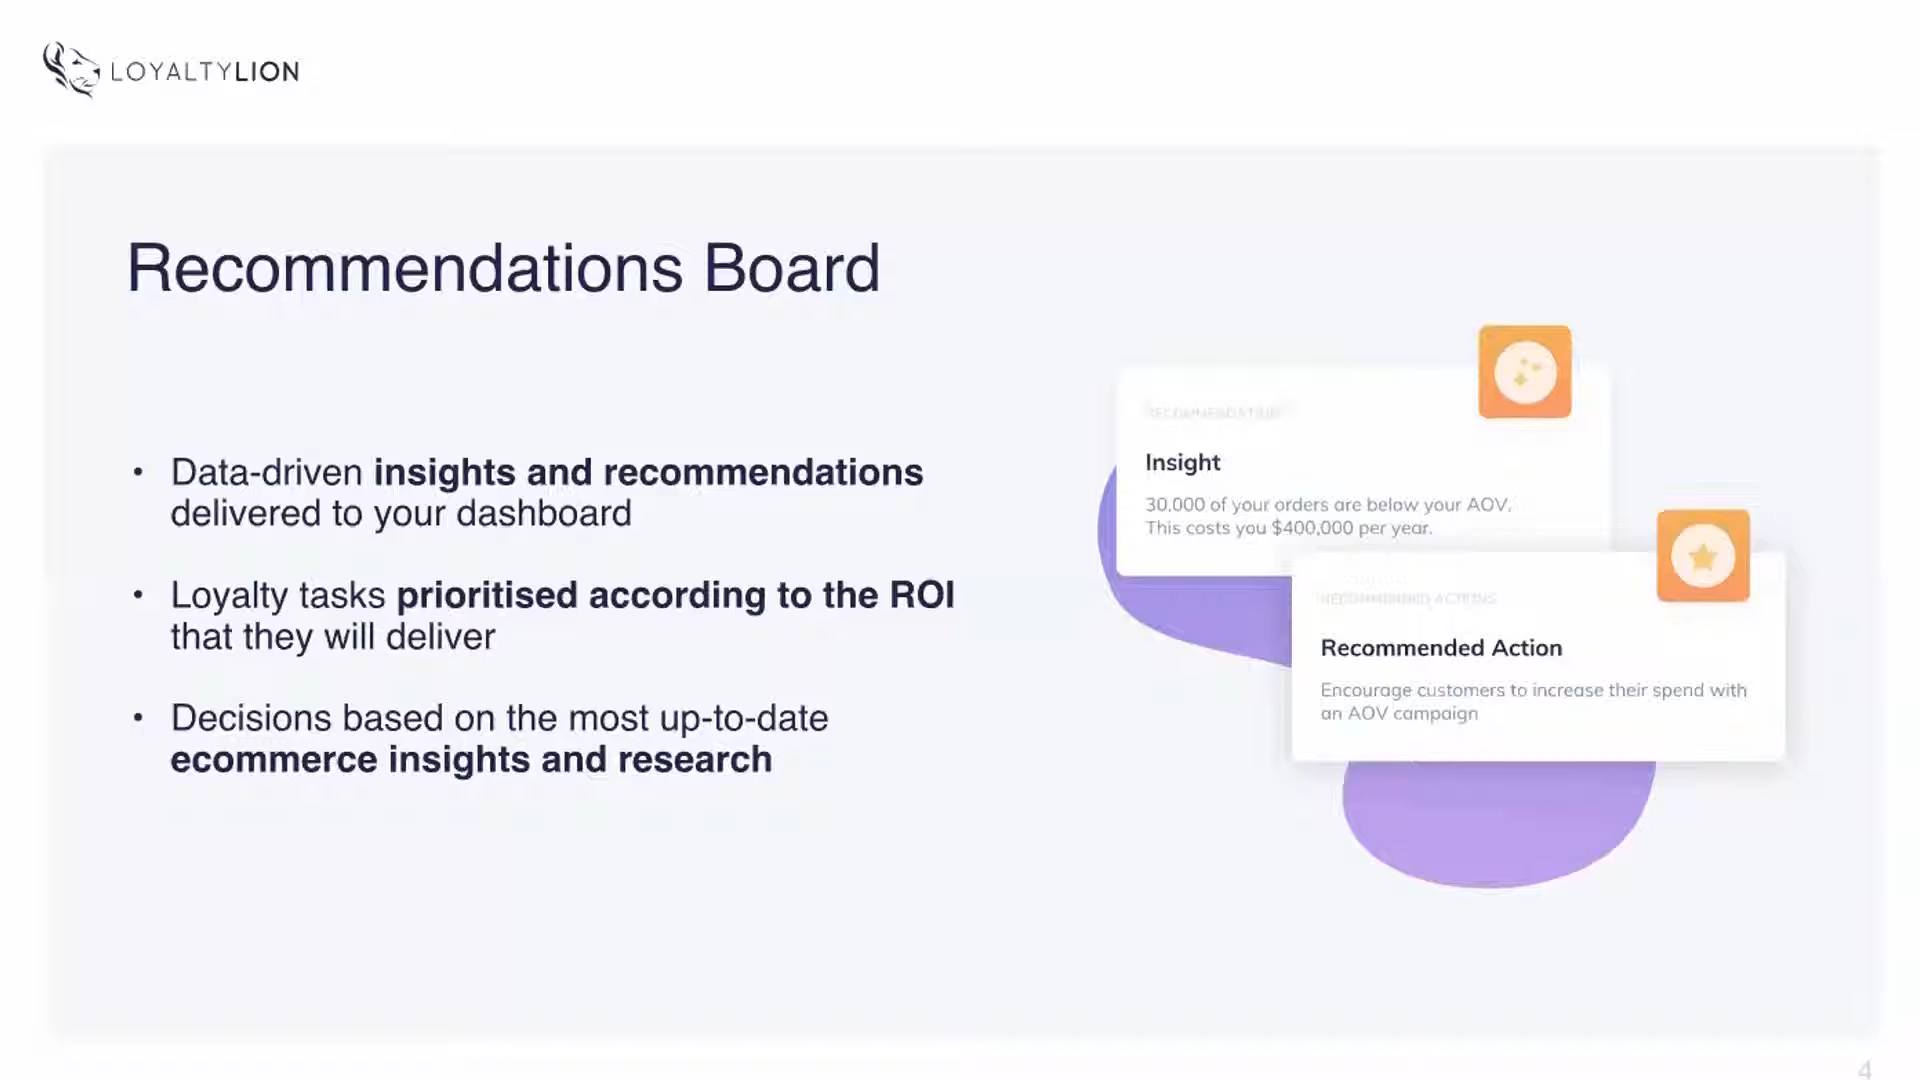 LOYALTYLION
Recommendations Board
• Data-driven insights and recommendations
delivered to your dashboard
• Loyalty tasks prioritised according to the ROI
that they will deliver
• Decisions based on the most up-to-date
ecommerce insights and research
Insight
30,000 of your orders are below your AOV.
This costs you $400,000 per year.
RECOMMENDED ACTIONS
Recommended Action
Encourage customers to increase their spend with
an AOV campaign
4